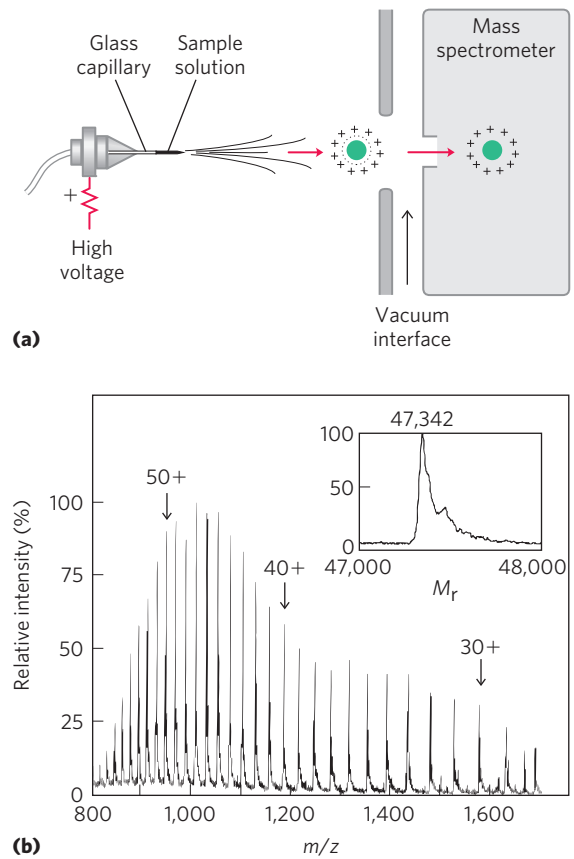 Glass
capillary
Sample
solution
Mass
spectrometer
+
High
voltage
Vacuum
interface
(a)
47,342
100
50
0
47,000
48,000
Mr
50+
40+
30+
Relative intensity (%)
100
75
50
25
0
800
1,000
1,200
1,400
1,600
m/z
(b)